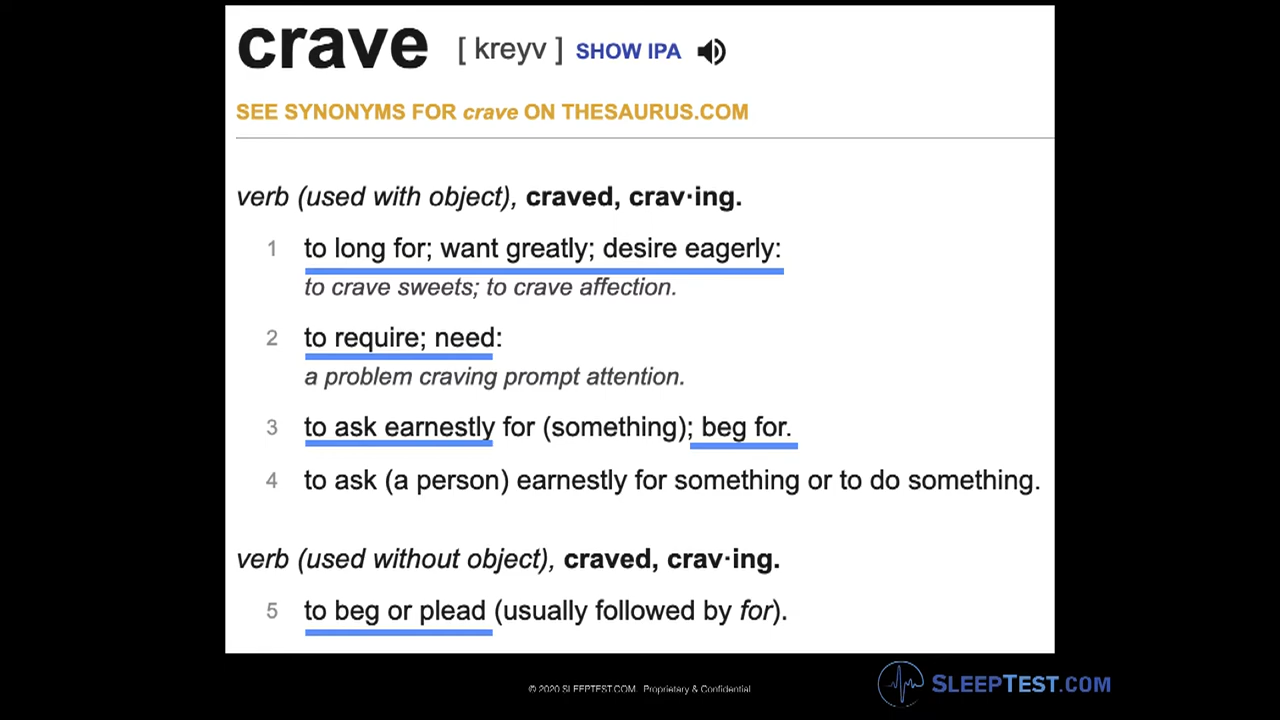 crave [ kreyv ] SHOW IPA
SEE SYNONYMS FOR crave ON THESAURUS.COM
verb (used with object), craved, crav·ing.
1 to long for; want greatly; desire eagerly:
to crave sweets; to crave affection.
2 to require; need:
a problem craving prompt attention.
3 to ask earnestly for (something); beg for.
4 to ask (a person) earnestly for something or to do something.
verb (used without object), craved, crav·ing.
5 to beg or plead (usually followed by for).
© 2020 SLEEPTEST.COM Proprietary & Confidential
SLEEPTEST.COM